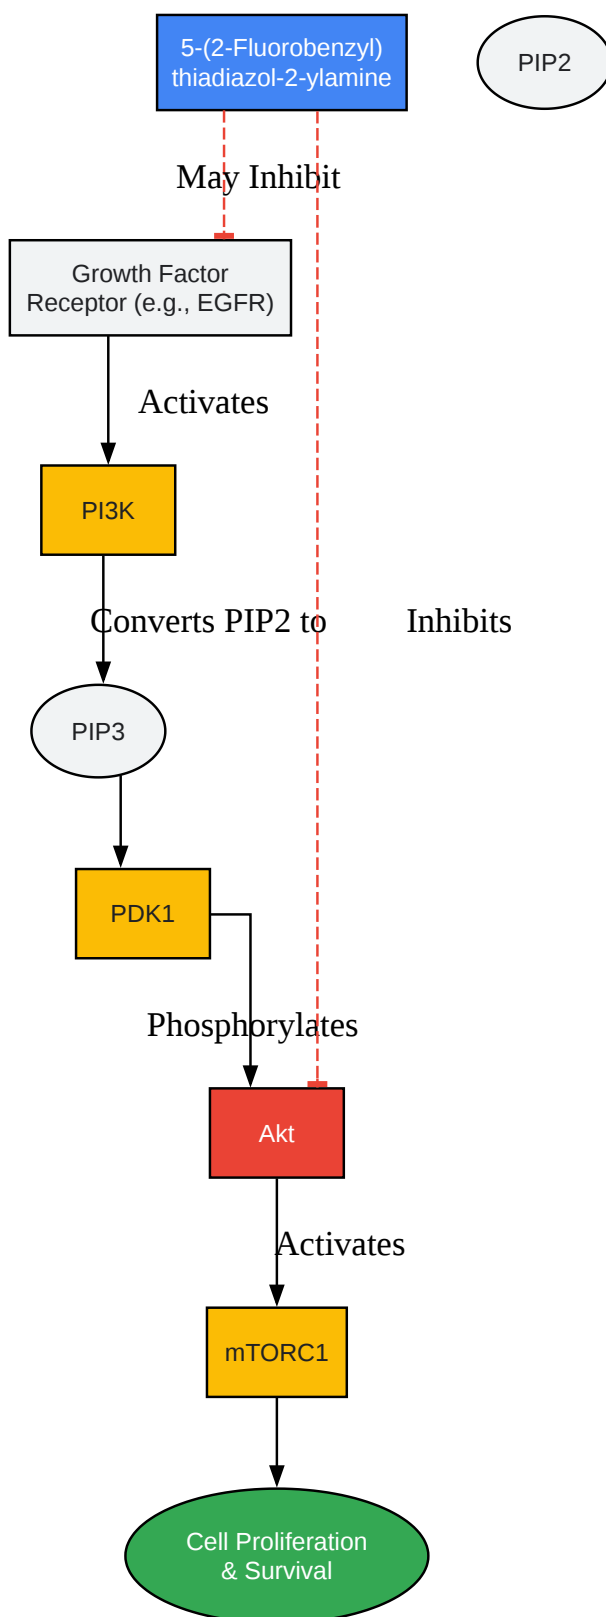 5-(2-Fluorobenzyl)
thiadiazol-2-ylamine
PIP2
May Inhibit
Growth Factor
Receptor (e.g., EGFR)
Activates
PI3K
Converts PIP2 to
Inhibits
PIP3
PDK1
Phosphorylates
Akt
Activates
mTORC1
Cell Proliferation
& Survival